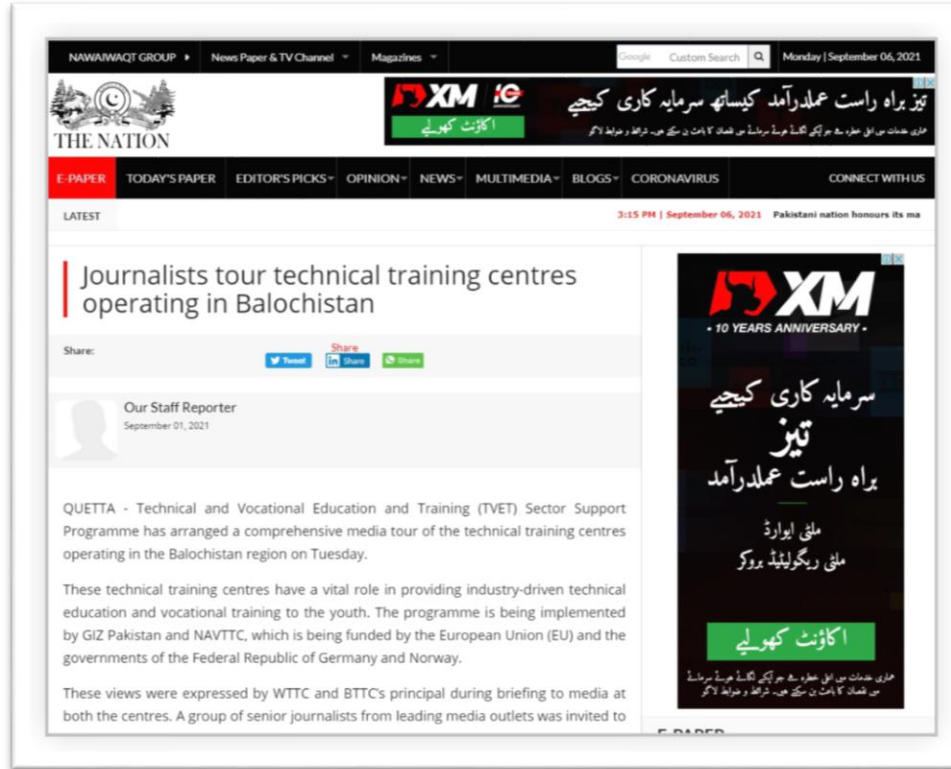 NAWAIWAQT GROUP
News Paper & TV Channel
Magazines
Google Custom Search
Monday | September 06, 2021
THE NATION
XM
تیز براہ راست عملدرآمد کیساتھ سرمایہ کاری کیجیے
اکاؤنٹ کھولیے
E-PAPER
TODAY'S PAPER
EDITOR'S PICKS
OPINION
NEWS
MULTIMEDIA
BLOGS
CORONAVIRUS
CONNECT WITH US
LATEST
3:15 PM | September 06, 2021 Pakistani nation honours its ma
Journalists tour technical training centres
operating in Balochistan
Share:
Tweet
Share
Share
Share
Our Staff Reporter
September 01, 2021
QUETTA - Technical and Vocational Education and Training (TVET) Sector Support
Programme has arranged a comprehensive media tour of the technical training centres
operating in the Balochistan region on Tuesday.
These technical training centres have a vital role in providing industry-driven technical
education and vocational training to the youth. The programme is being implemented
by GIZ Pakistan and NAVTTC, which is being funded by the European Union (EU) and the
governments of the Federal Republic of Germany and Norway.
These views were expressed by WTTC and BTTC's principal during briefing to media at
both the centres. A group of senior journalists from leading media outlets was invited to
XM
- 10 YEARS ANNIVERSARY -
سرمایہ کاری کیجیے
تیز
براہ راست عملدرآمد
ملٹی ایوارڈ
ملٹی ریگولیٹیڈ بروکر
اکاؤنٹ کھولیے